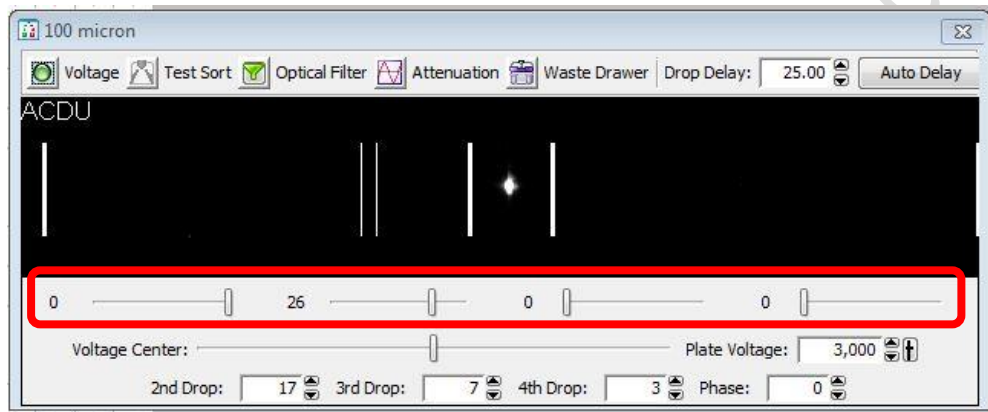 100 micron
Voltage Test Sort Optical Filter Attenuation Waste Drawer Drop Delay: 25.00 Auto Delay
ACDU
0 26 0 0
Voltage Center: Plate Voltage: 3,000
2nd Drop: 17 3rd Drop: 7 4th Drop: 3 Phase: 0